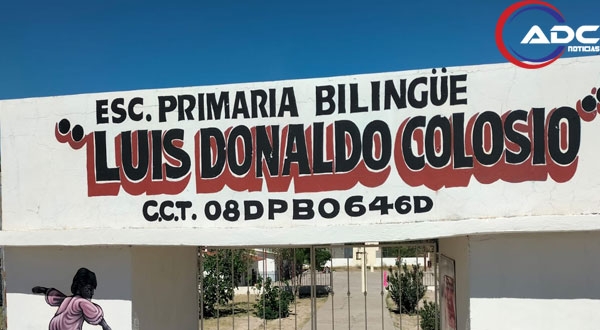 ADC
NOTICIAS
ESC. PRIMARIA BILINGÜE
"LUIS DONALDO COLOSIO"
C.C.T. 08DPB0646D